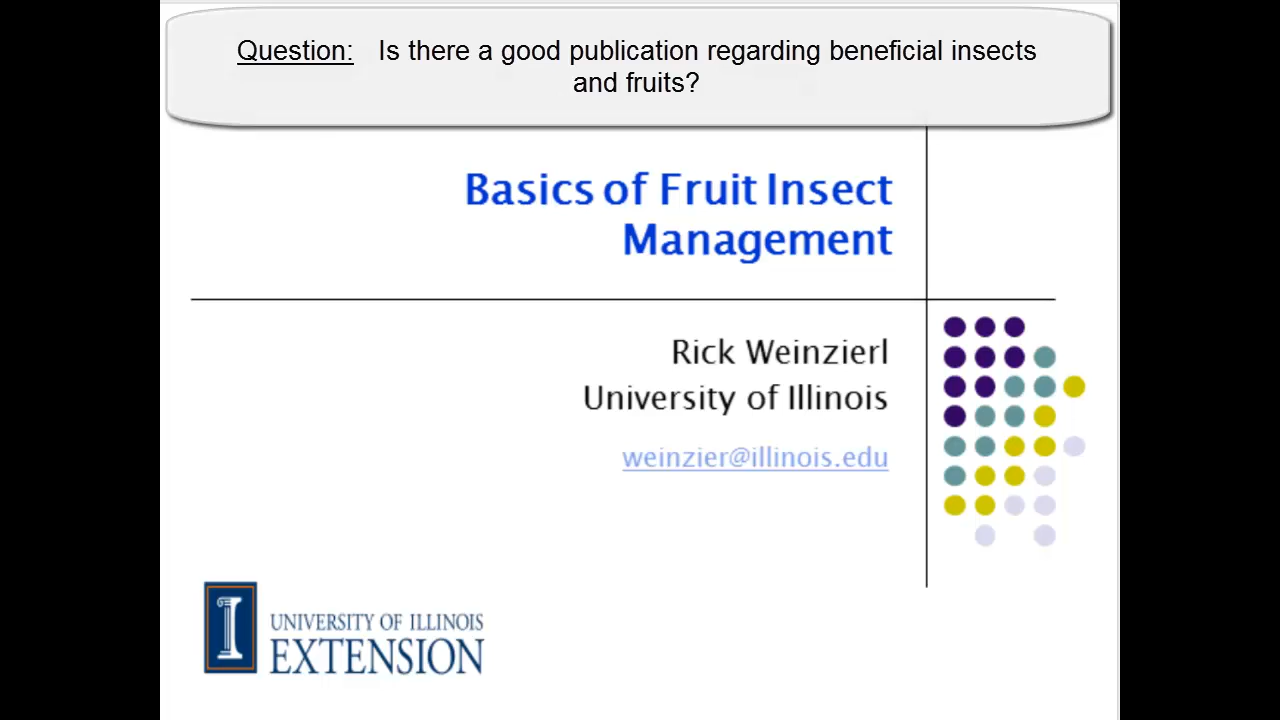 Question: Is there a good publication regarding beneficial insects
and fruits?
Basics of Fruit Insect
Management
Rick Weinzierl
University of Illinois
weinzier@illinois.edu
I
UNIVERSITY OF ILLINOIS
EXTENSION